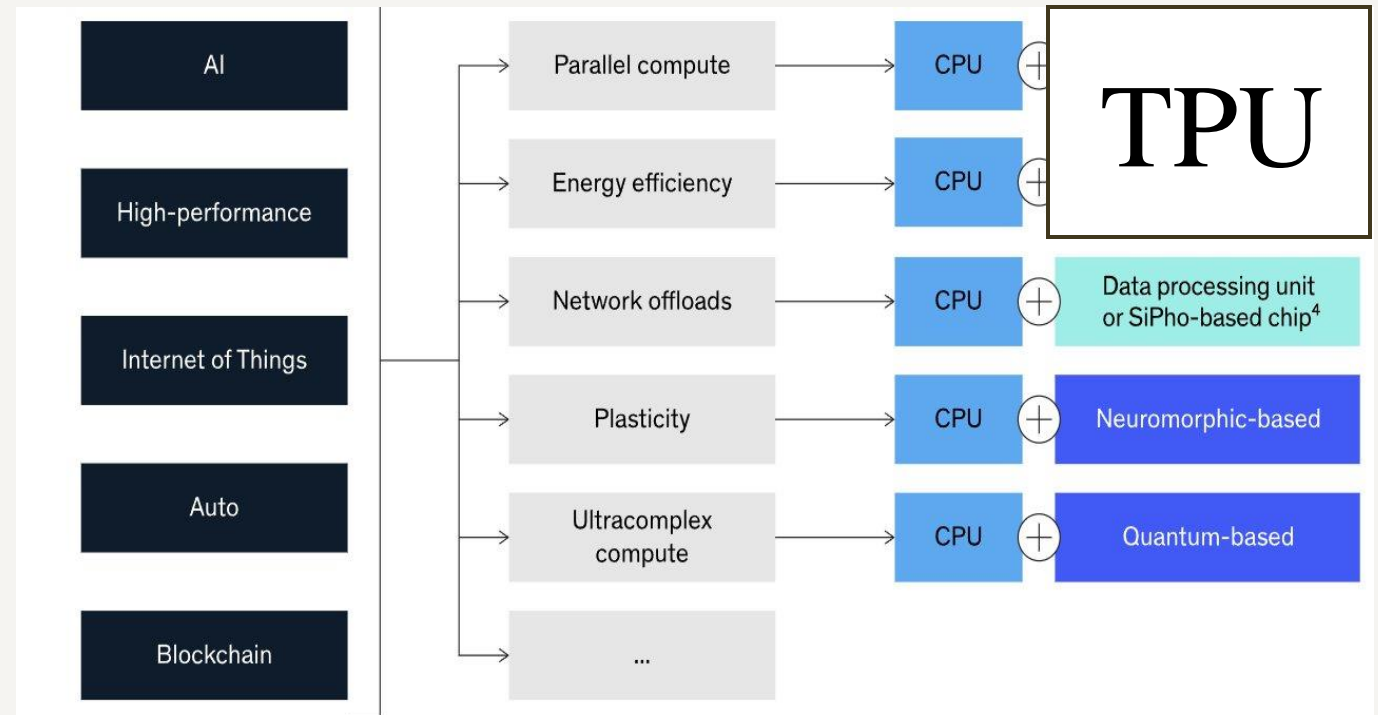 AI
High-performance
Internet of Things
Auto
Blockchain
Parallel compute
CPU
Energy efficiency
CPU
TPU
Network offloads
CPU
Data processing unit
or SiPho-based chip⁴
Plasticity
CPU
Neuromorphic-based
Ultracomplex
compute
CPU
Quantum-based
...